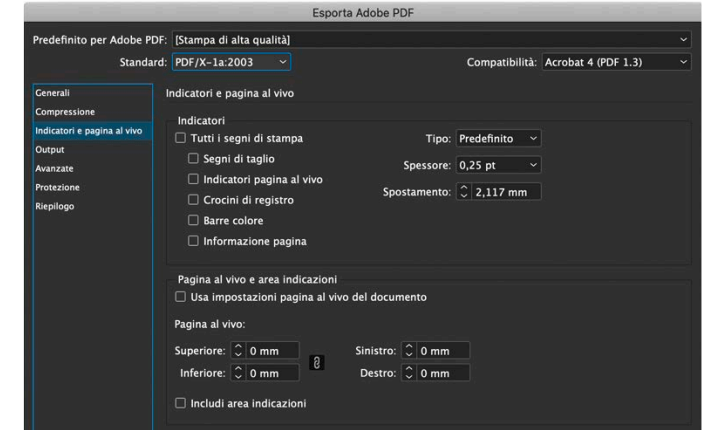 Esporta Adobe PDF
Predefinito per Adobe PDF: [Stampa di alta qualità]
Standard: PDF/X-1a:2003 Compatibilità: Acrobat 4 (PDF 1.3)
Generali
Compressione
Indicatori e pagina al vivo
Output
Avanzate
Protezione
Riepilogo
Indicatori e pagina al vivo
Indicatori
Tutti i segni di stampa Tipo: Predefinito
Segni di taglio Spessore: 0,25 pt
Indicatori pagina al vivo Spostamento: 2,117 mm
Crocini di registro
Barre colore
Informazione pagina
Pagina al vivo e area indicazioni
Usa impostazioni pagina al vivo del documento
Pagina al vivo:
Superiore: 0 mm Sinistro: 0 mm
Inferiore: 0 mm Destro: 0 mm
Includi area indicazioni